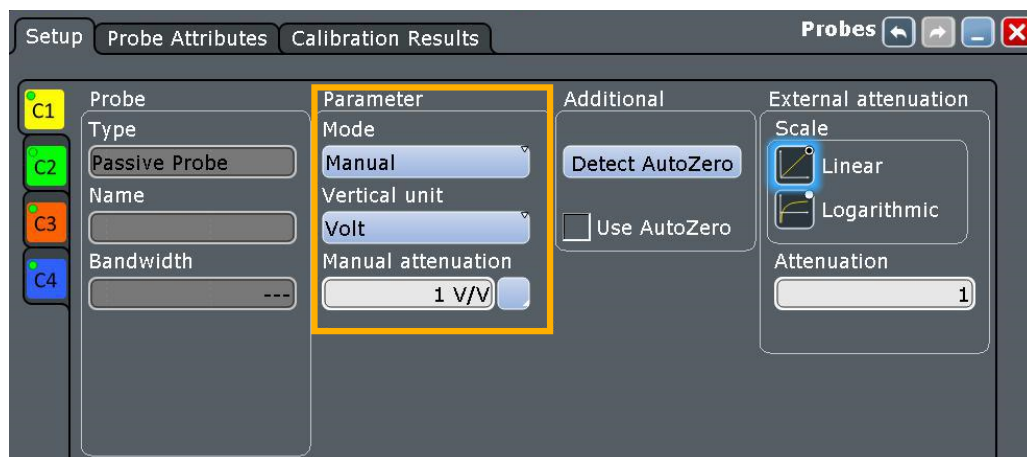 Setup Probe Attributes Calibration Results Probes
C1
C2
C3
C4
Probe
Type
Passive Probe
Name
Bandwidth
---
Parameter
Mode
Manual
Vertical unit
Volt
Manual attenuation
1 V/V
Additional
Detect AutoZero
Use AutoZero
External attenuation
Scale
Linear
Logarithmic
Attenuation
1